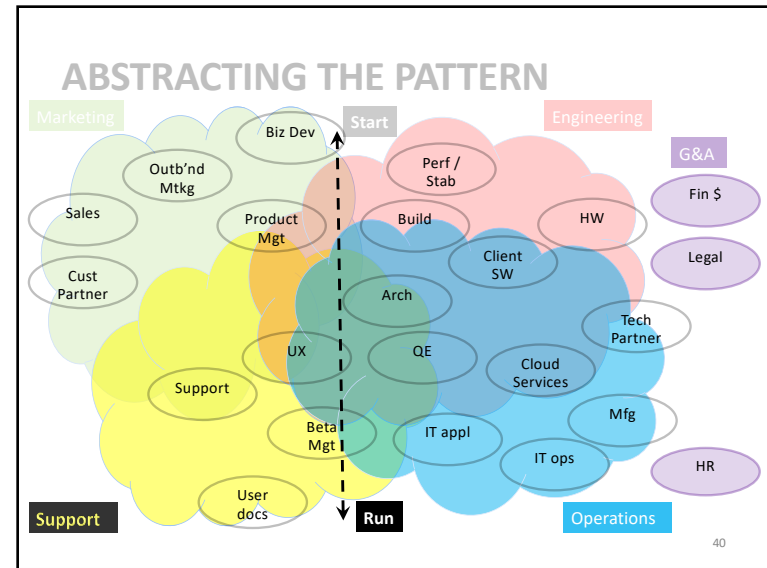 ABSTRACTING THE PATTERN
Marketing
Start
Engineering
G&A
Biz Dev
Outb'nd
Mtkg
Perf /
Stab
Fin $
Sales
Product
Mgt
Build
HW
Legal
Client
SW
Cust
Partner
Arch
Tech
Partner
UX
QE
Cloud
Services
Support
Mfg
Beta
Mgt
IT appl
IT ops
HR
User
docs
Support
Run
Operations
40